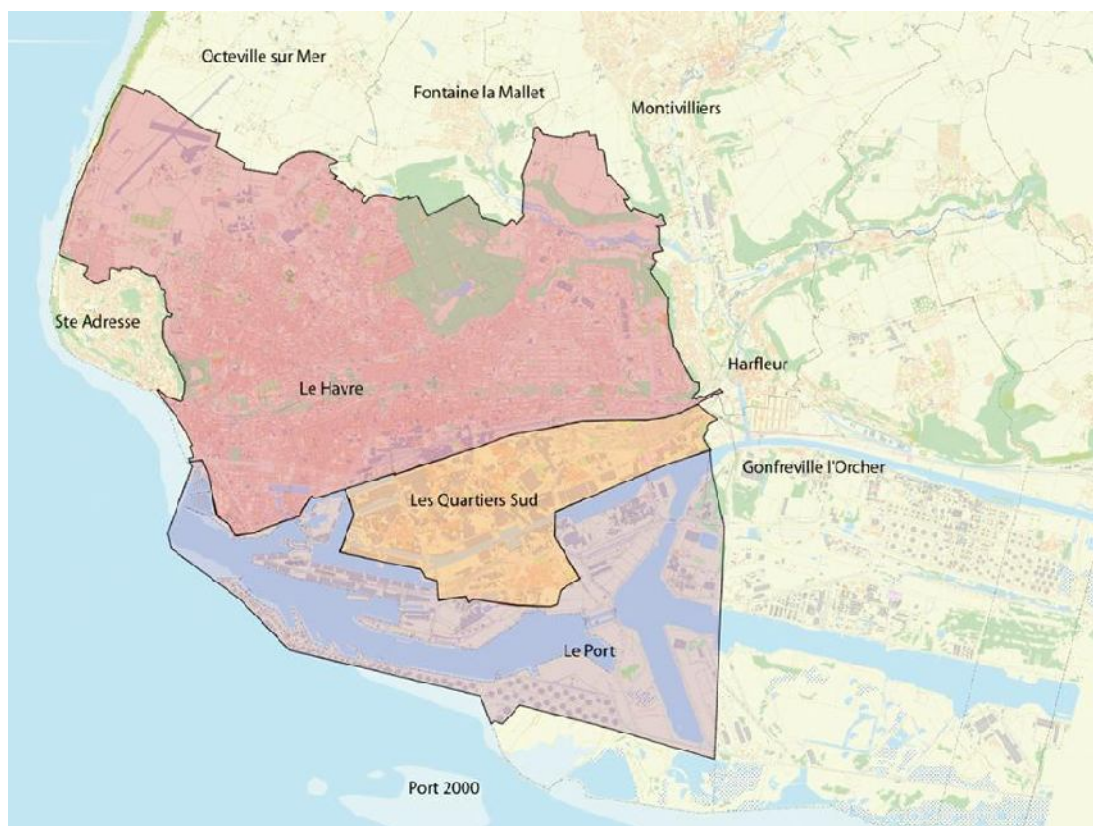 Octeville sur Mer
Fontaine la Mallet
Montivilliers
Ste Adresse
Le Havre
Harfleur
Gonfreville l'Orcher
Les Quartiers Sud
Le Port
Port 2000